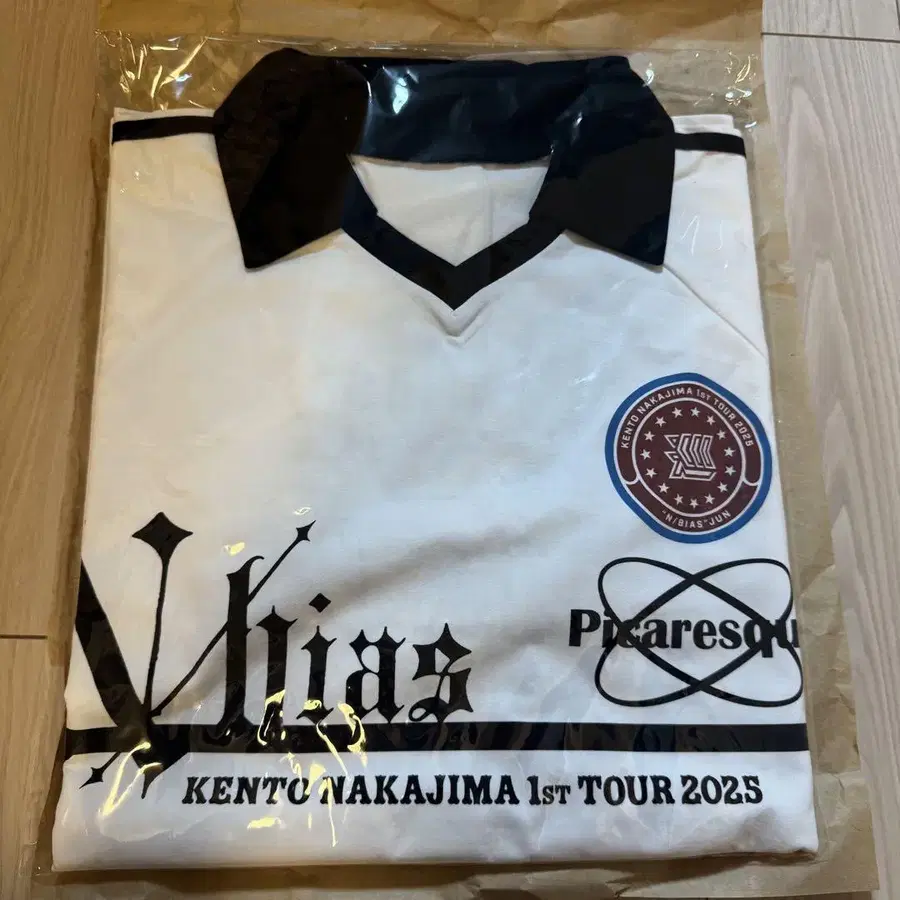 KENTO NAKAJIMA 1ST TOUR 2025
"N/BIAS" JUN
N/bias
Picaresqu
KENTO NAKAJIMA 1ST TOUR 2025